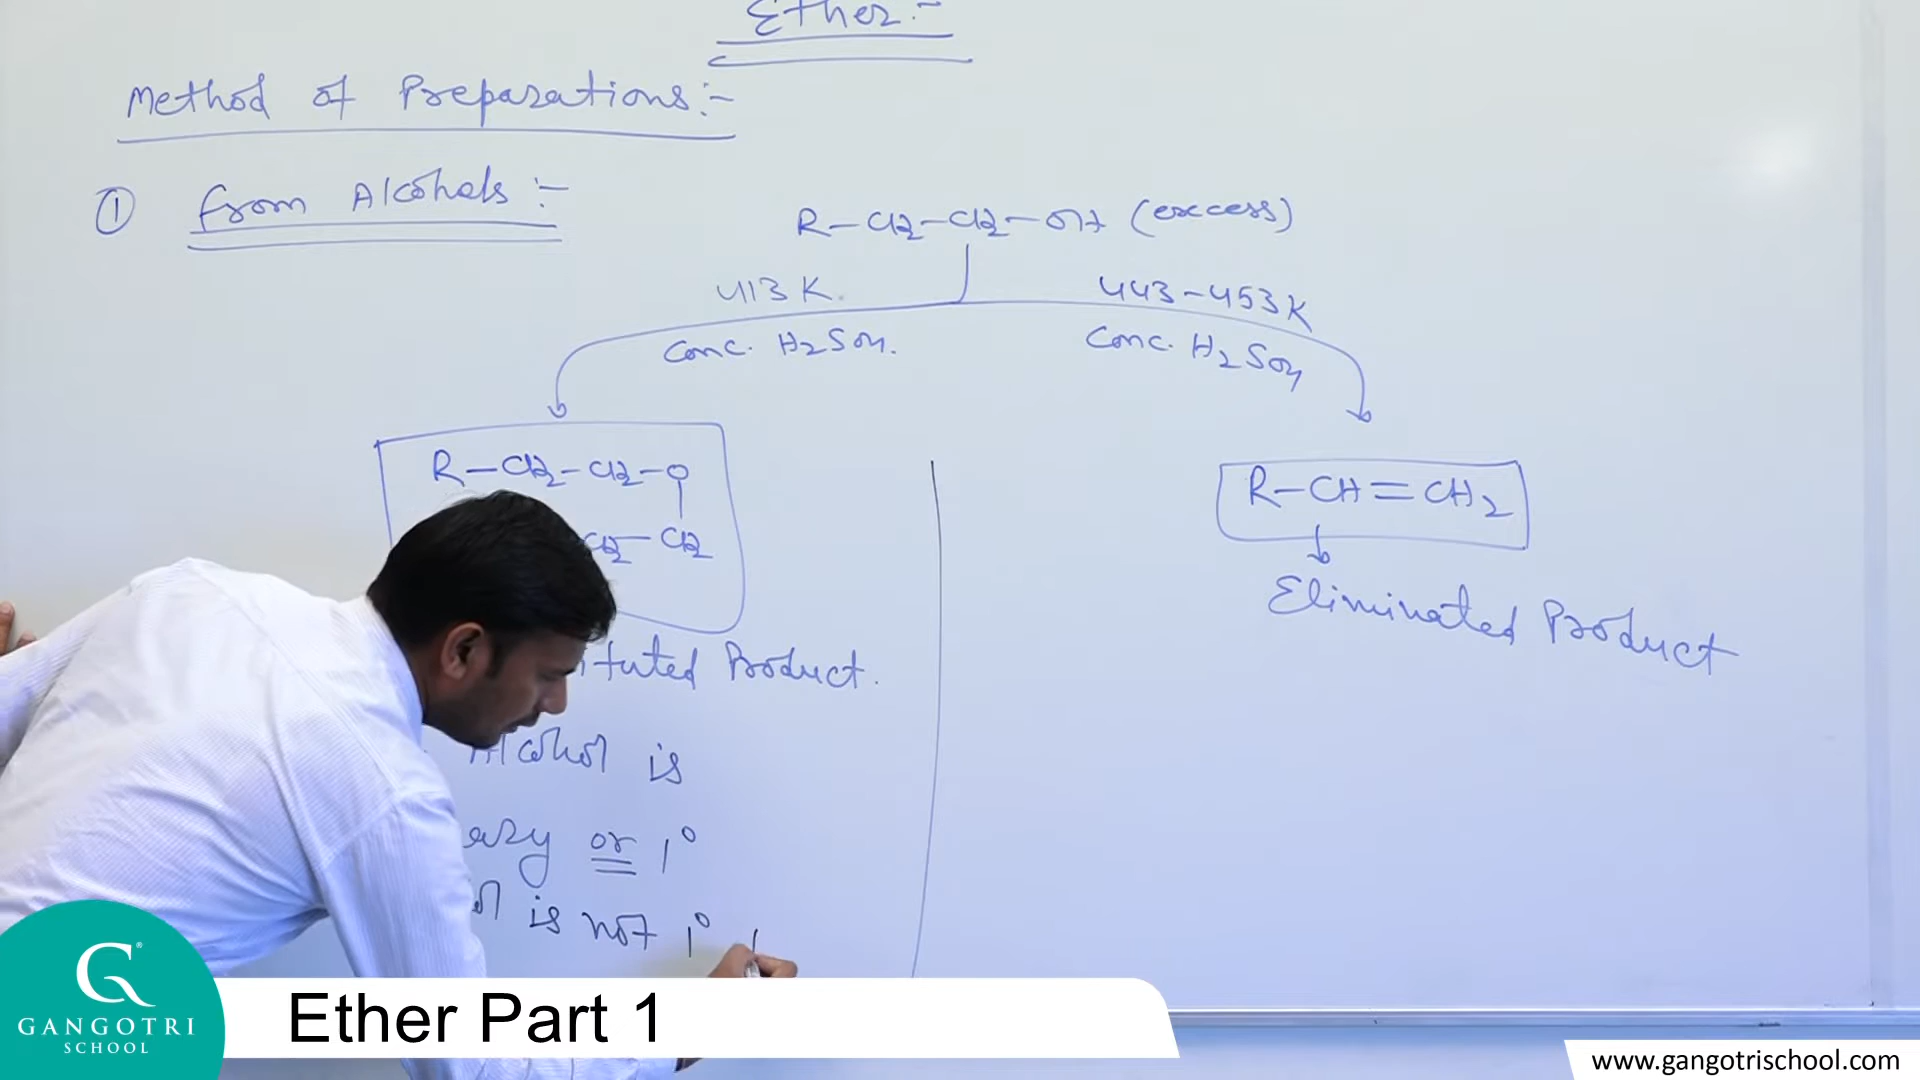 Ether:-
Method of Preparations:-
① from Alcohols:-
R-CH2-CH2-OH (excess)
413 K.
443-453 K
Conc. H2SO4.
Conc. H2SO4
R-CH2-CH2-O
CH2-CH2
R-CH=CH2
Eliminated Product
Product.
Alcohol is
or 1°
is not 1°
G®
GANGOTRI
SCHOOL
Ether Part 1
www.gangotrischool.com